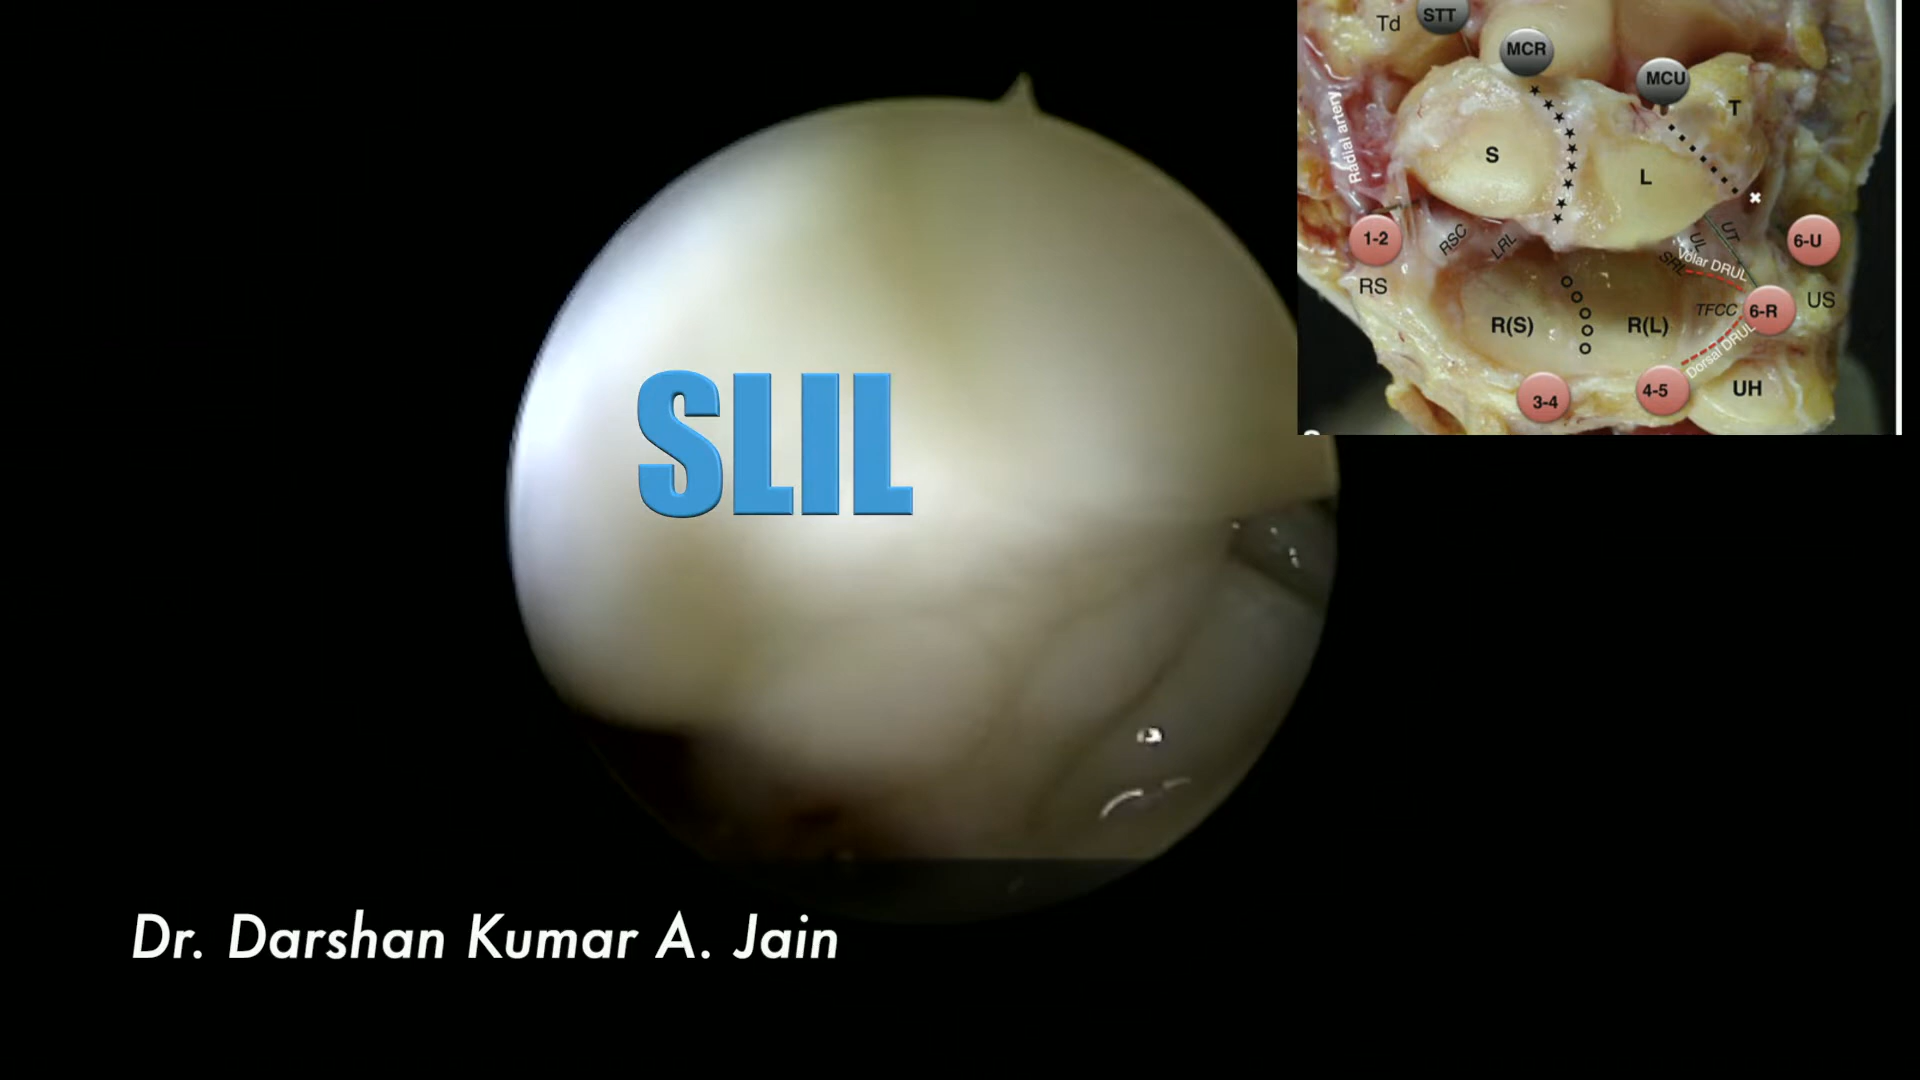 Td
STT
MCR
MCU
T
Radial artery
S
L
1-2
RSC
LRL
UL
UT
6-U
SRL
Volar DRUL
RS
TFCC
6-R
US
R(S)
R(L)
Dorsal DRUL
3-4
4-5
UH
SLIL
Dr. Darshan Kumar A. Jain